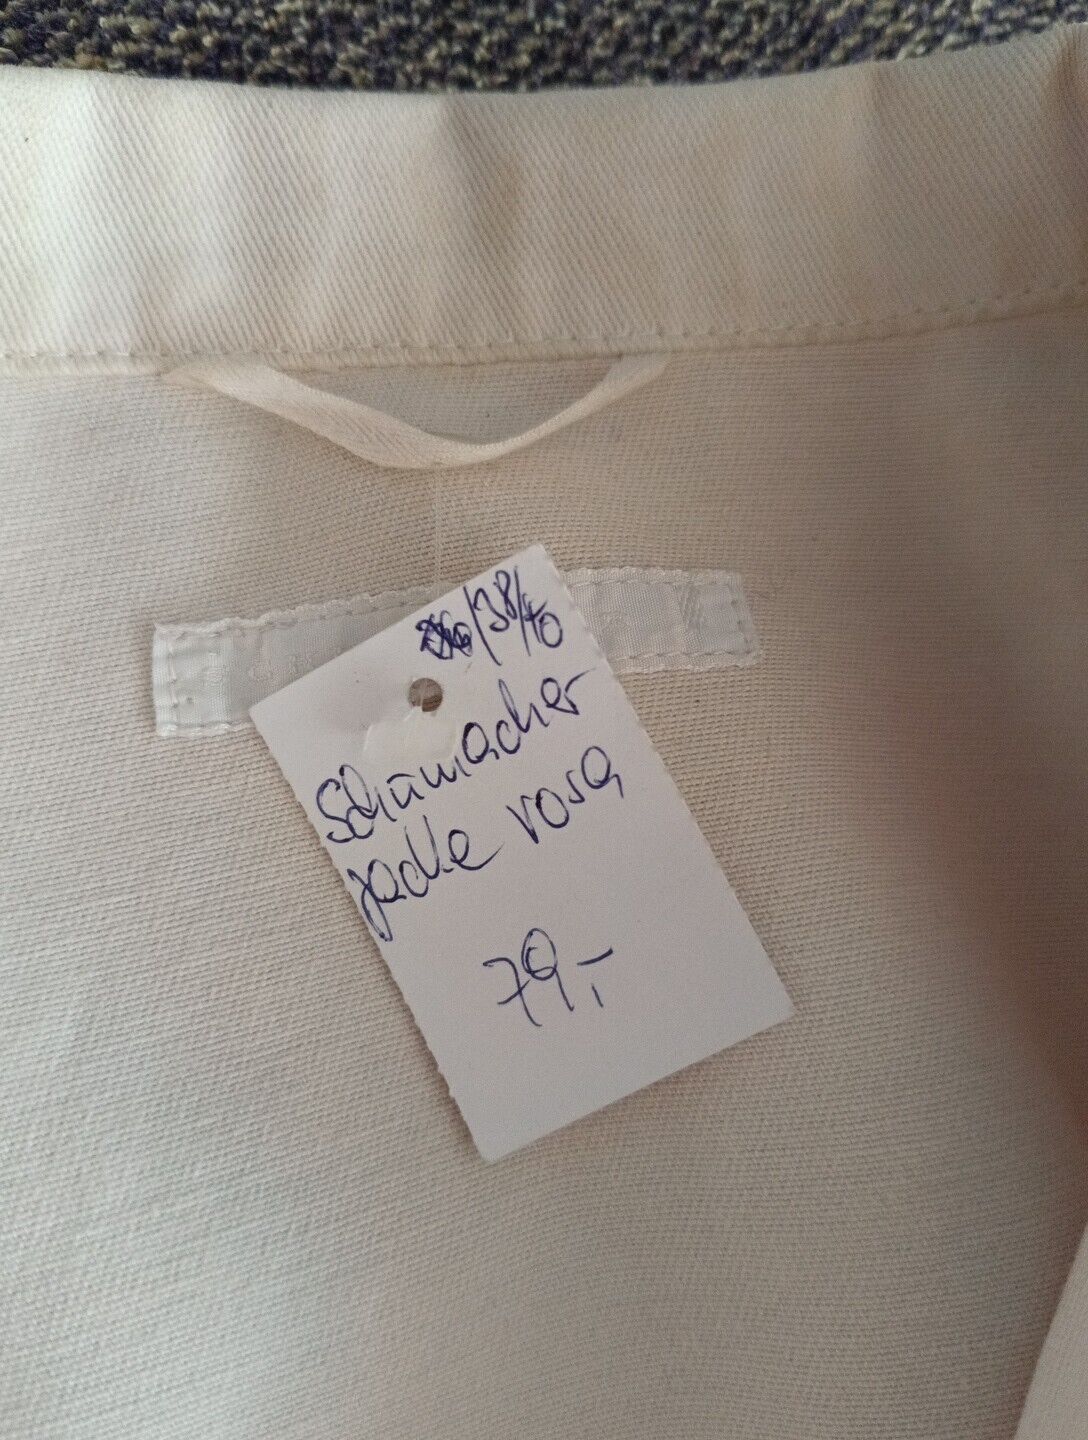 /38/40
Schumacher
Jacke rosa
79,-